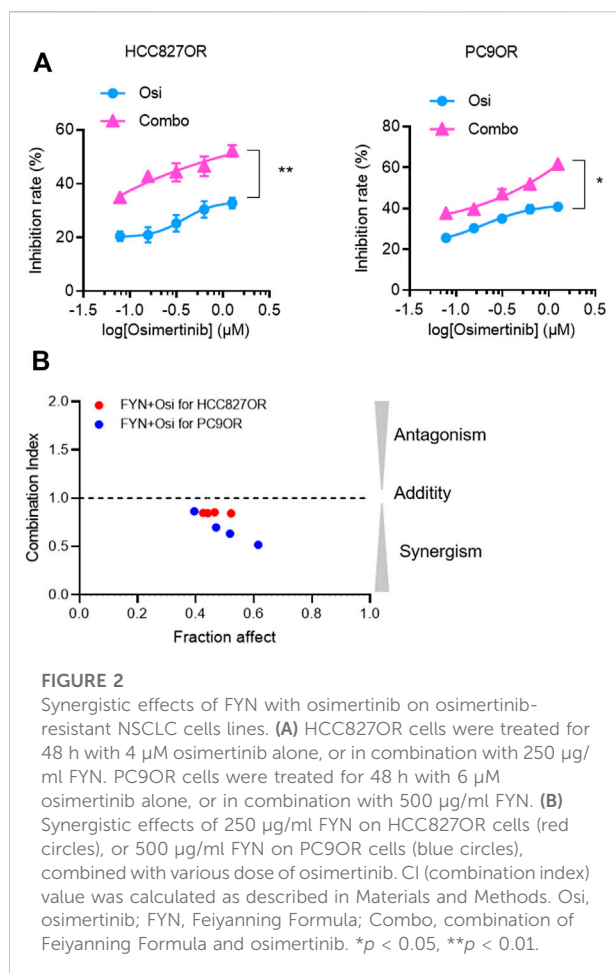 A
HCC827OR
PC9OR
Osi
Combo
Osi
Combo
60
40
20
0
Inhibition rate (%)
**
-1.5 -1.0 -0.5 0.0 0.5
log[Osimertinib] (µM)
80
60
40
20
0
Inhibition rate (%)
*
-1.5 -1.0 -0.5 0.0 0.5
log[Osimertinib] (µM)
B
FYN+Osi for HCC827OR
FYN+Osi for PC9OR
2.0
1.5
1.0
0.5
0.0
Combination Index
0.0 0.2 0.4 0.6 0.8 1.0
Fraction affect
Antagonism
Additity
Synergism
FIGURE 2
Synergistic effects of FYN with osimertinib on osimertinib-
resistant NSCLC cells lines. (A) HCC827OR cells were treated for
48 h with 4 µM osimertinib alone, or in combination with 250 µg/
ml FYN. PC9OR cells were treated for 48 h with 6 µM
osimertinib alone, or in combination with 500 µg/ml FYN. (B)
Synergistic effects of 250 µg/ml FYN on HCC827OR cells (red
circles), or 500 µg/ml FYN on PC9OR cells (blue circles),
combined with various dose of osimertinib. CI (combination index)
value was calculated as described in Materials and Methods. Osi,
osimertinib; FYN, Feiyanning Formula; Combo, combination of
Feiyanning Formula and osimertinib. *p < 0.05, **p < 0.01.